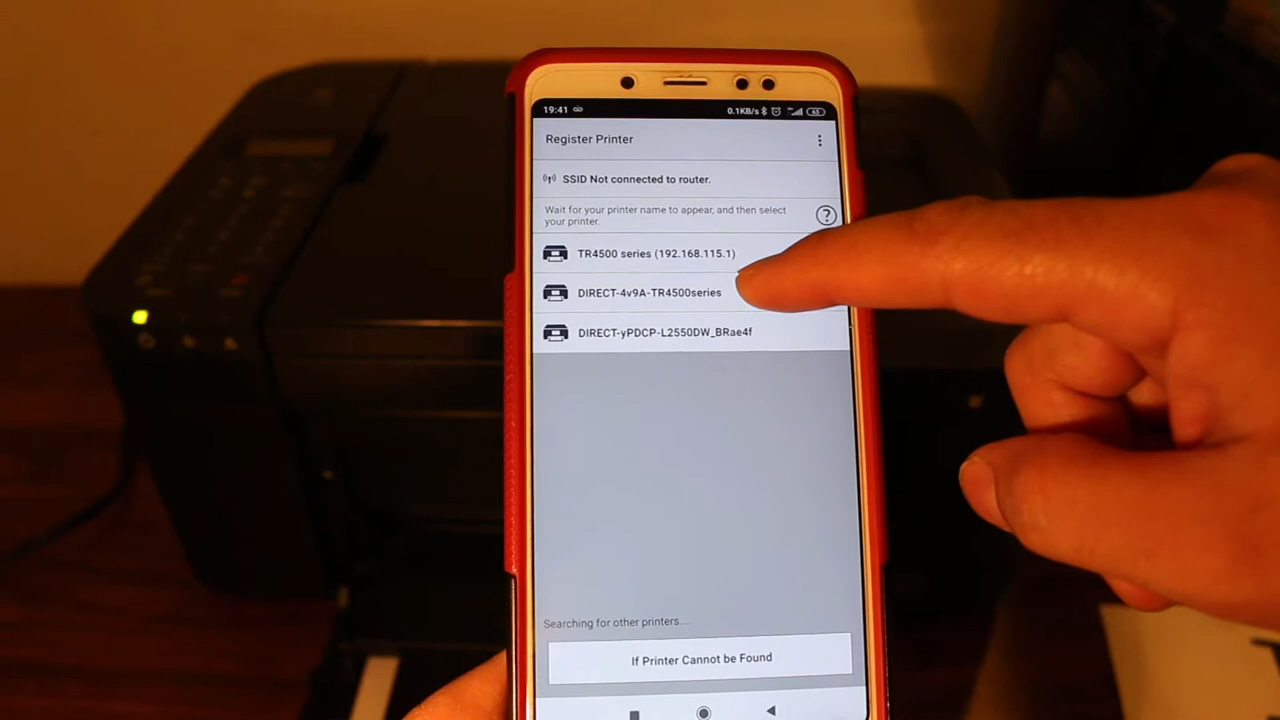 19:41
0.1KB/s
63
Register Printer
SSID Not connected to router.
Wait for your printer name to appear, and then select
your printer.
?
TR4500 series (192.168.115.1)
DIRECT-4v9A-TR4500series
DIRECT-yPDCP-L2550DW_BRae4f
Searching for other printers....
If Printer Cannot be Found